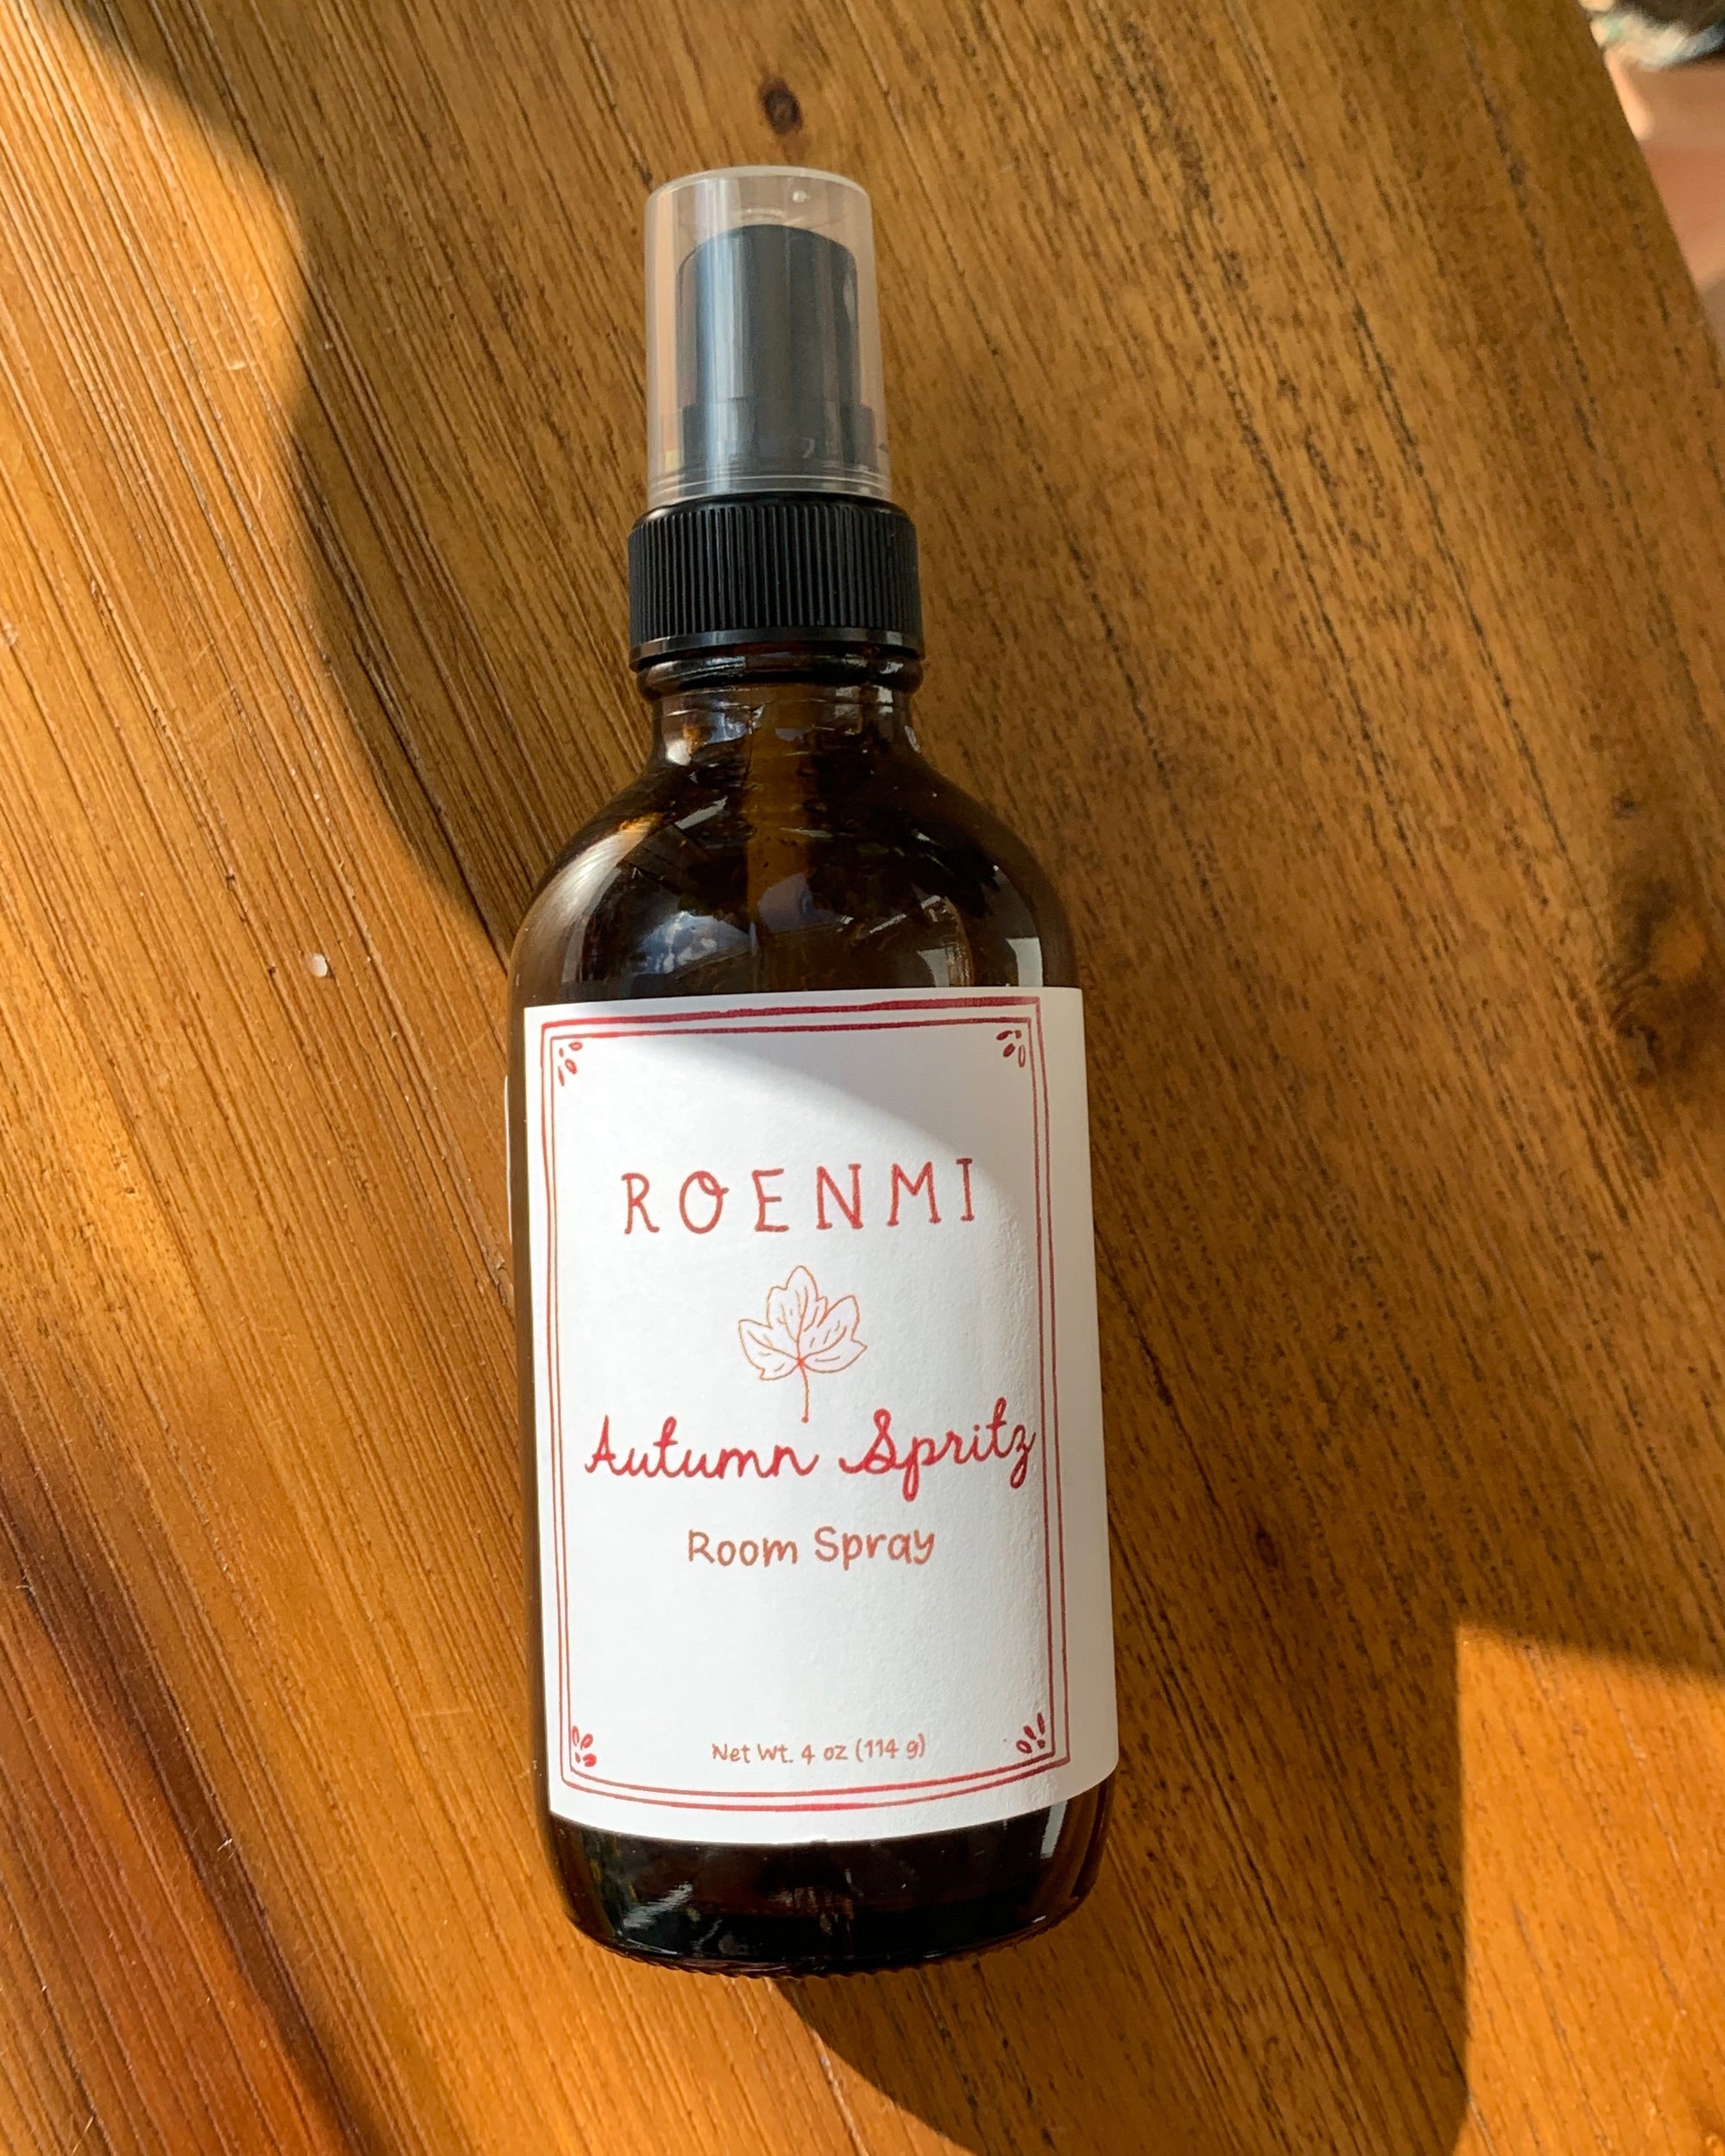 ROENMI
Autumn Spritz
Room Spray
Net Wt. 4 oz (114 g)